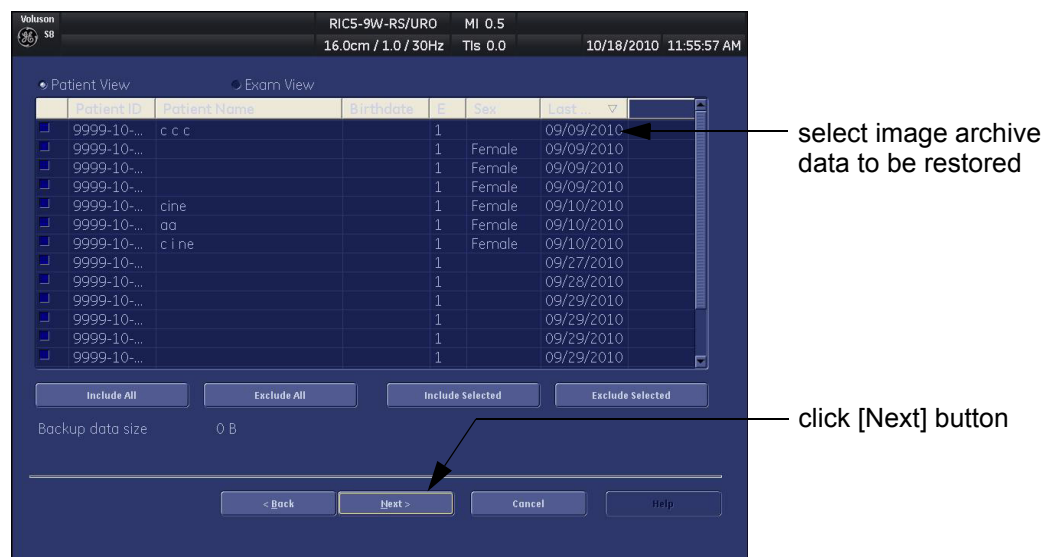 Voluson
S8
RIC5-9W-RS/URO MI 0.5
16.0cm / 1.0 / 30Hz TIs 0.0 10/18/2010 11:55:57 AM
Patient View Exam View
Patient ID Patient Name Birthdate E Sex Last ...
9999-10-... c c c 1 09/09/2010
9999-10-... 1 Female 09/09/2010
9999-10-... 1 Female 09/09/2010
9999-10-... 1 Female 09/09/2010
9999-10-... cine 1 Female 09/10/2010
9999-10-... aa 1 Female 09/10/2010
9999-10-... c i ne 1 Female 09/10/2010
9999-10-... 1 09/27/2010
9999-10-... 1 09/28/2010
9999-10-... 1 09/29/2010
9999-10-... 1 09/29/2010
9999-10-... 1 09/29/2010
9999-10-... 1 09/29/2010
select image archive
data to be restored
Include All Exclude All Include Selected Exclude Selected
Backup data size 0 B
click [Next] button
< Back Next > Cancel Help